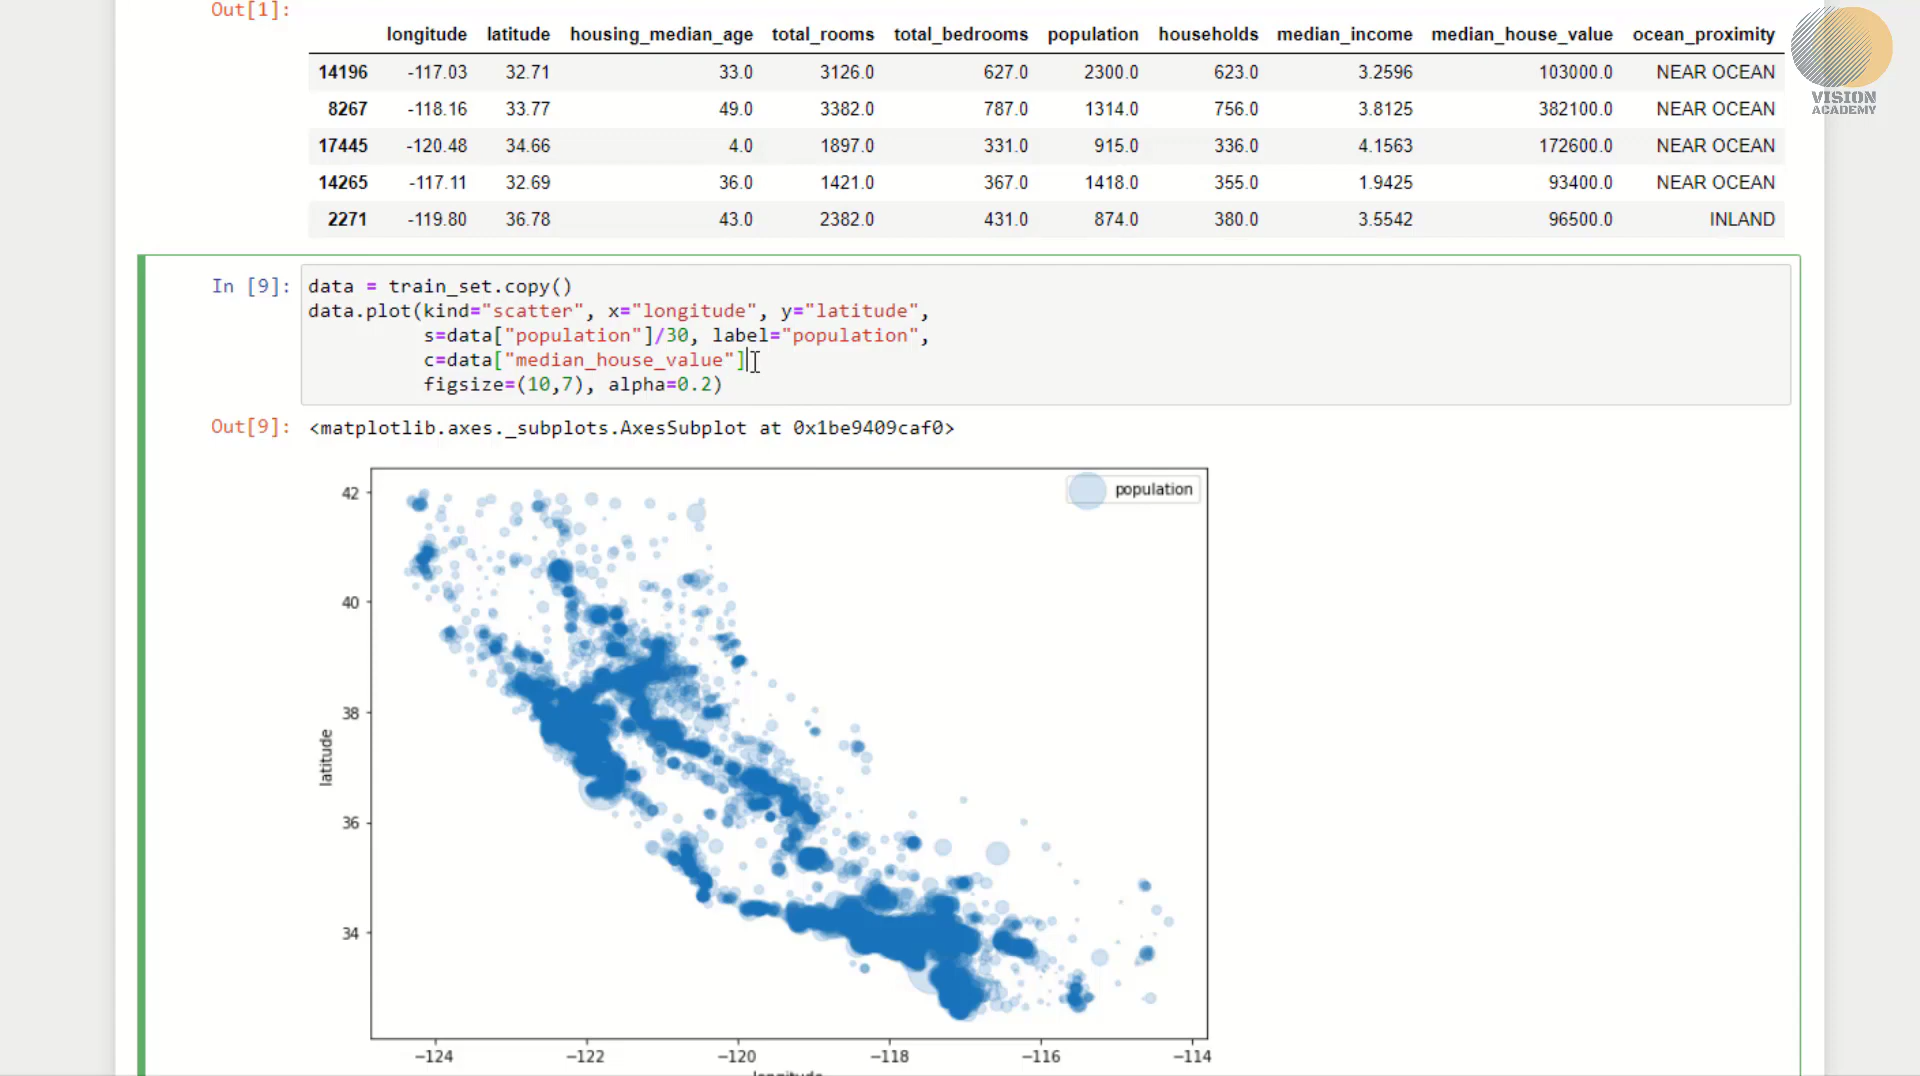 Out[1]:
longitude latitude housing_median_age total_rooms total_bedrooms population households median_income median_house_value ocean_proximity
14196 -117.03 32.71 33.0 3126.0 627.0 2300.0 623.0 3.2596 103000.0 NEAR OCEAN
8267 -118.16 33.77 49.0 3382.0 787.0 1314.0 756.0 3.8125 382100.0 NEAR OCEAN
17445 -120.48 34.66 4.0 1897.0 331.0 915.0 336.0 4.1563 172600.0 NEAR OCEAN
14265 -117.11 32.69 36.0 1421.0 367.0 1418.0 355.0 1.9425 93400.0 NEAR OCEAN
2271 -119.80 36.78 43.0 2382.0 431.0 874.0 380.0 3.5542 96500.0 INLAND
VISION
ACADEMY
In [9]: data = train_set.copy()
data.plot(kind="scatter", x="longitude", y="latitude",
s=data["population"]/30, label="population",
c=data["median_house_value"]
figsize=(10,7), alpha=0.2)
Out[9]: <matplotlib.axes._subplots.AxesSubplot at 0x1be9409caf0>
population
42
40
38
36
34
latitude
-124 -122 -120 -118 -116 -114
longitude